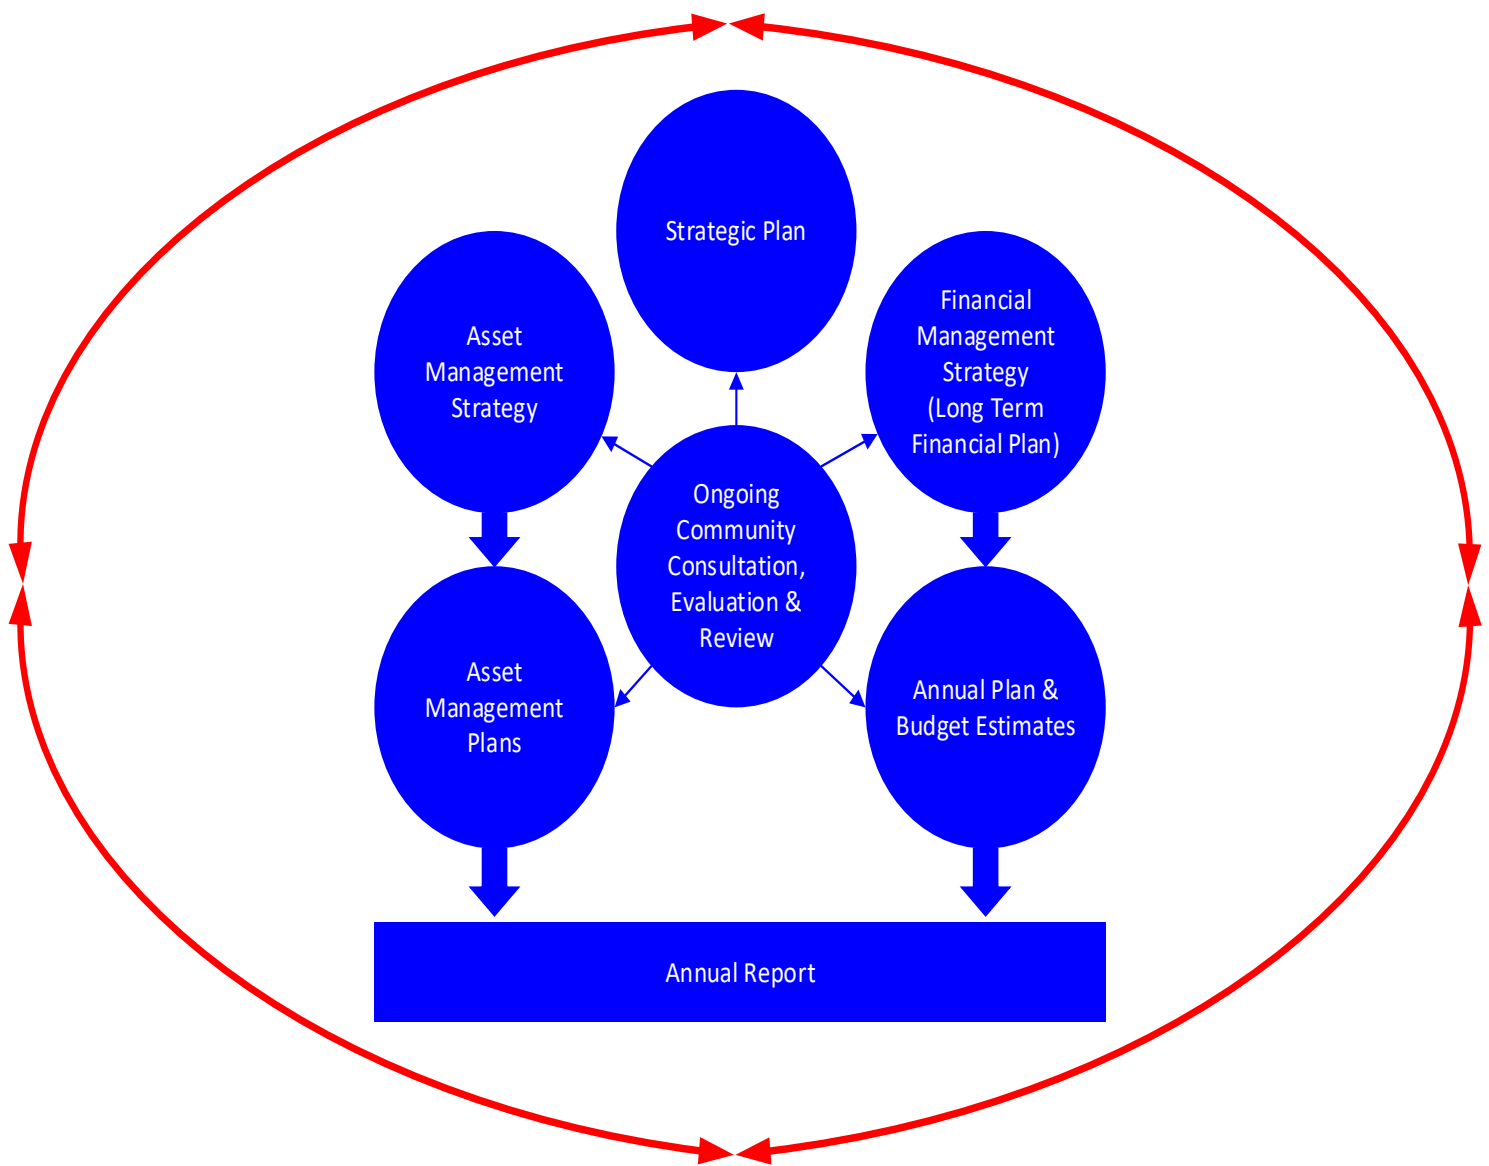 Strategic Plan
Asset
Management
Strategy
Financial
Management
Strategy
(Long Term
Financial Plan)
Ongoing
Community
Consultation,
Evaluation &
Review
Asset
Management
Plans
Annual Plan &
Budget Estimates
Annual Report